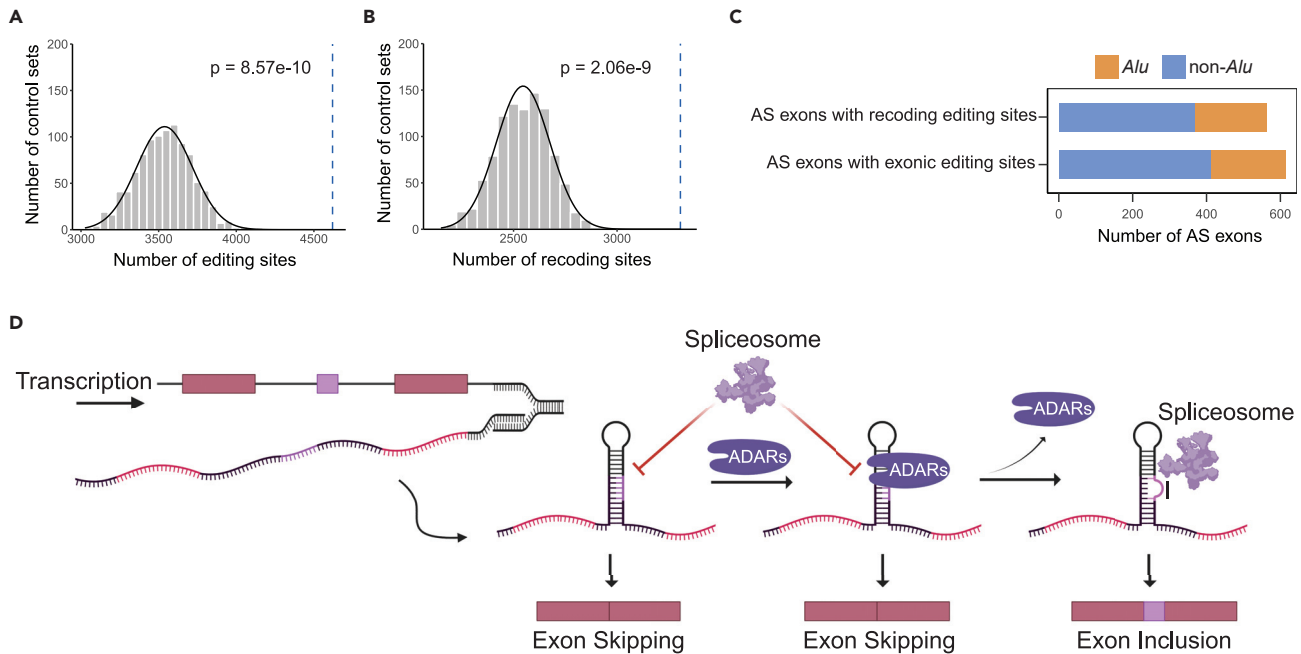 A
B
C
Number of control sets
200
150
100
50
0
p = 8.57e-10
3000
3500
4000
4500
Number of editing sites
Number of control sets
200
150
100
50
0
p = 2.06e-9
2500
3000
Number of recoding sites
Alu non-Alu
AS exons with recoding editing sites
AS exons with exonic editing sites
0
200
400
600
Number of AS exons
D
Transcription
Spliceosome
ADARs
ADARs
ADARs
Spliceosome
I
Exon Skipping
Exon Skipping
Exon Inclusion